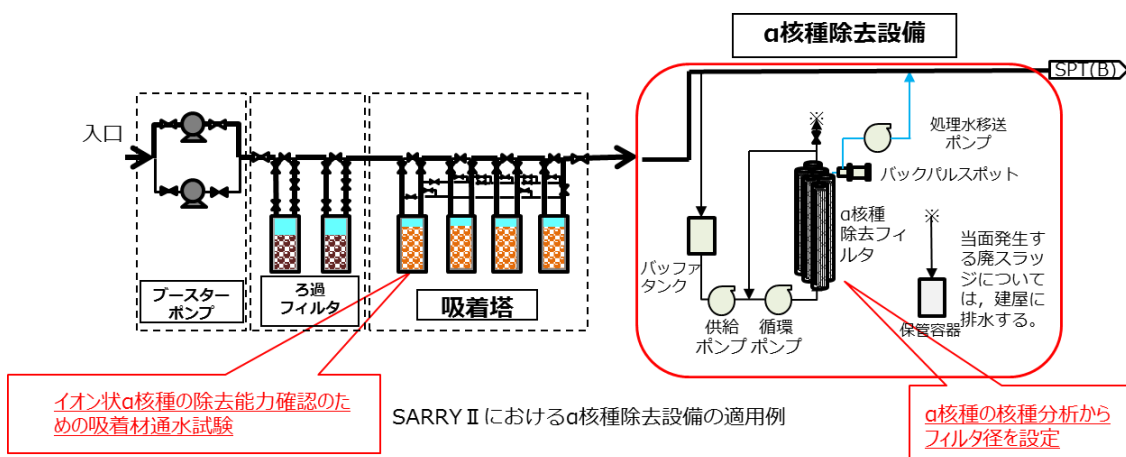 α核種除去設備
SPT(B)
入口
処理水移送
ポンプ
バックパルスポット
α核種
除去フィ
ルタ
※
※
当面発生す
る廃スラッ
ジについて
は，建屋に
排水する。
バッファ
タンク
供給
ポンプ
循環
ポンプ
保管容器
ブースター
ポンプ
ろ過
フィルタ
吸着塔
イオン状α核種の除去能力確認のた
めの吸着材通水試験
SARRYⅡにおけるα核種除去設備の適用例
α核種の核種分析から
フィルタ径を設定